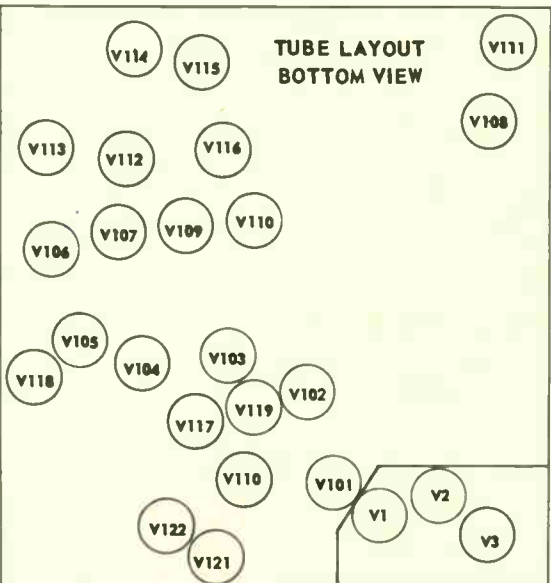 TUBE LAYOUT
BOTTOM VIEW
V111
V114
V115
V108
V113
V112
V116
V106
V107
V109
V110
V105
V118
V104
V103
V102
V119
V117
V110
V101
V1
V2
V3
V122
V121